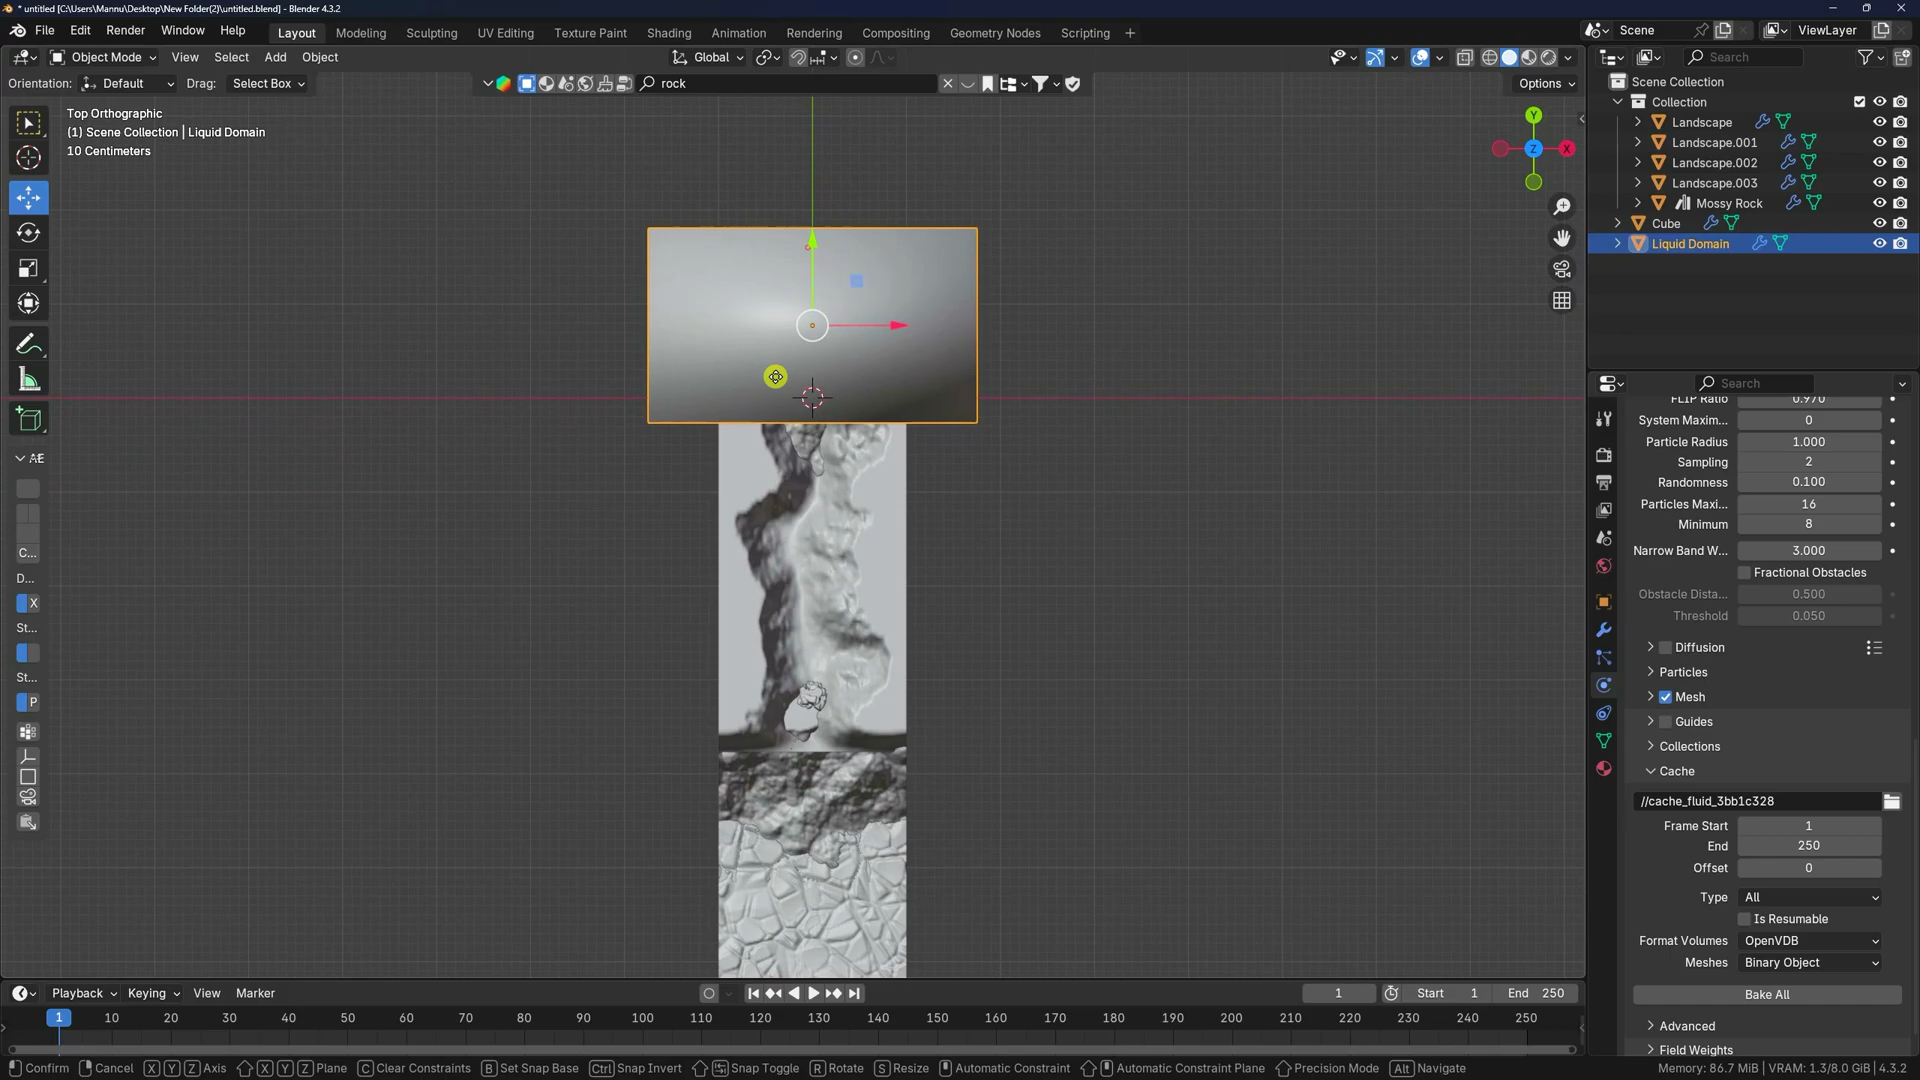 * untitled [C:\Users\Mannu\Desktop\New Folder(2)\untitled.blend] - Blender 4.3.2
File Edit Render Window Help Layout Modeling Sculpting UV Editing Texture Paint Shading Animation Rendering Compositing Geometry Nodes Scripting + Scene ViewLayer
Object Mode View Select Add Object Global Search
Orientation: Default Drag: Select Box rock Options
Scene Collection
Collection
Landscape
Landscape.001
Landscape.002
Landscape.003
Mossy Rock
Cube
Liquid Domain
Top Orthographic
(1) Scene Collection | Liquid Domain
10 Centimeters
Y
Z
X
AE
C...
D...
X
St...
St...
P
Search
FLIP Ratio 0.970
System Maxim... 0
Particle Radius 1.000
Sampling 2
Randomness 0.100
Particles Maxi... 16
Minimum 8
Narrow Band W... 3.000
Fractional Obstacles
Obstacle Dista... 0.500
Threshold 0.050
Diffusion
Particles
Mesh
Guides
Collections
Cache
//cache_fluid_3bb1c328
Frame Start 1
End 250
Offset 0
Type All
Is Resumable
Format Volumes OpenVDB
Meshes Binary Object
Bake All
Advanced
Field Weights
Playback Keying View Marker 1 Start 1 End 250
1 10 20 30 40 50 60 70 80 90 100 110 120 130 140 150 160 170 180 190 200 210 220 230 240 250
Confirm Cancel X Y Z Axis X Y Z Plane C Clear Constraints B Set Snap Base Ctrl Snap Invert Snap Toggle R Rotate S Resize Automatic Constraint Automatic Constraint Plane Precision Mode Alt Navigate Memory: 86.7 MiB | VRAM: 1.3/8.0 GiB | 4.3.2